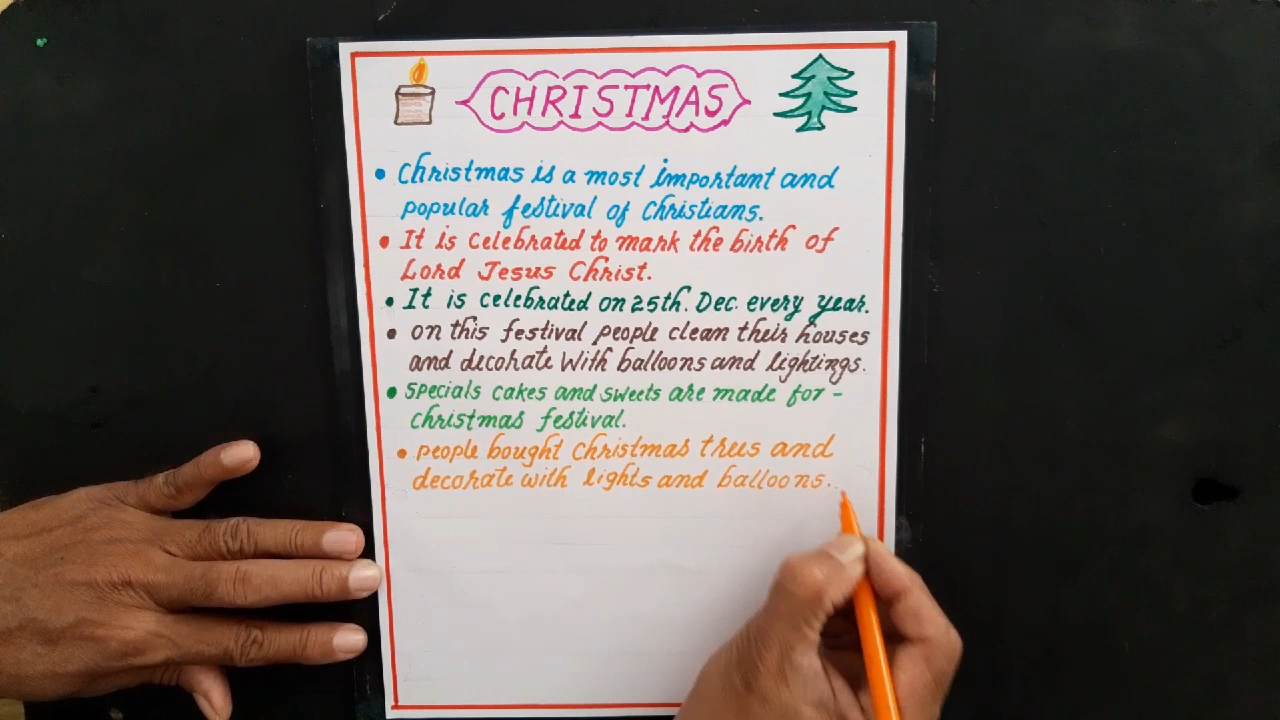 CHRISTMAS
• Christmas is a most important and
popular festival of Christians.
• It is celebrated to mark the birth of
Lord Jesus Christ.
• It is celebrated on 25th. Dec. every year.
• on this festival people clean their houses
and decorate With balloons and lightings.
• Specials cakes and sweets are made for -
christmas festival.
• people bought Christmas trees and
decorate with lights and balloons.